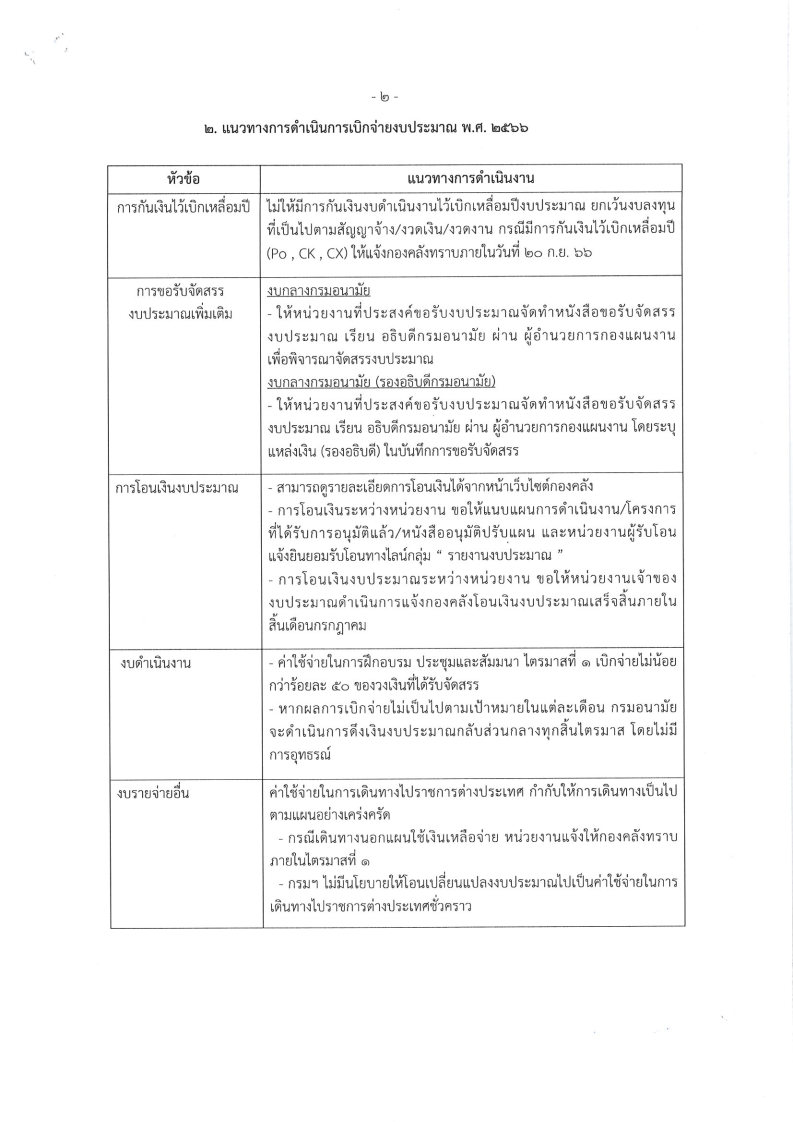 - ๒ -
๒. แนวทางการดำเนินการเบิกจ่ายงบประมาณ พ.ศ. ๒๕๖๖
หัวข้อ
แนวทางการดำเนินงาน
การกันเงินไว้เบิกเหลื่อมปี
ไม่ให้มีการกันเงินงบดำเนินงานไว้เบิกเหลื่อมปีงบประมาณ ยกเว้นงบลงทุน
ที่เป็นไปตามสัญญาจ้าง/งวดเงิน/งวดงาน กรณีมีการกันเงินไว้เบิกเหลื่อมปี
(Po , CK , CX) ให้แจ้งกองคลังทราบภายในวันที่ ๒๐ ก.ย. ๖๖
การขอรับจัดสรร
งบประมาณเพิ่มเติม
งบกลางกรมอนามัย
- ให้หน่วยงานที่ประสงค์ขอรับงบประมาณจัดทำหนังสือขอรับจัดสรร
งบประมาณ เรียน อธิบดีกรมอนามัย ผ่าน ผู้อำนวยการกองแผนงาน
เพื่อพิจารณาจัดสรรงบประมาณ
งบกลางกรมอนามัย (รองอธิบดีกรมอนามัย)
- ให้หน่วยงานที่ประสงค์ขอรับงบประมาณจัดทำหนังสือขอรับจัดสรร
งบประมาณ เรียน อธิบดีกรมอนามัย ผ่าน ผู้อำนวยการกองแผนงาน โดยระบุ
แหล่งเงิน (รองอธิบดี) ในบันทึกการขอรับจัดสรร
การโอนเงินงบประมาณ
- สามารถดูรายละเอียดการโอนเงินได้จากหน้าเว็บไซต์กองคลัง
- การโอนเงินระหว่างหน่วยงาน ขอให้แนบแผนการดำเนินงาน/โครงการ
ที่ได้รับการอนุมัติแล้ว/หนังสืออนุมัติปรับแผน และหน่วยงานผู้รับโอน
แจ้งยินยอมรับโอนทางไลน์กลุ่ม “ รายงานงบประมาณ ”
- การโอนเงินงบประมาณระหว่างหน่วยงาน ขอให้หน่วยงานเจ้าของ
งบประมาณดำเนินการแจ้งกองคลังโอนเงินงบประมาณเสร็จสิ้นภายใน
สิ้นเดือนกรกฎาคม
งบดำเนินงาน
- ค่าใช้จ่ายในการฝึกอบรม ประชุมและสัมมนา ไตรมาสที่ ๑ เบิกจ่ายไม่น้อย
กว่าร้อยละ ๕๐ ของวงเงินที่ได้รับจัดสรร
- หากผลการเบิกจ่ายไม่เป็นไปตามเป้าหมายในแต่ละเดือน กรมอนามัย
จะดำเนินการดึงเงินงบประมาณกลับส่วนกลางทุกสิ้นไตรมาส โดยไม่มี
การอุทธรณ์
งบรายจ่ายอื่น
ค่าใช้จ่ายในการเดินทางไปราชการต่างประเทศ กำกับให้การเดินทางเป็นไป
ตามแผนอย่างเคร่งครัด
- กรณีเดินทางนอกแผนใช้เงินเหลือจ่าย หน่วยงานแจ้งให้กองคลังทราบ
ภายในไตรมาสที่ ๑
- กรมฯ ไม่มีนโยบายให้โอนเปลี่ยนแปลงงบประมาณไปเป็นค่าใช้จ่ายในการ
เดินทางไปราชการต่างประเทศชั่วคราว